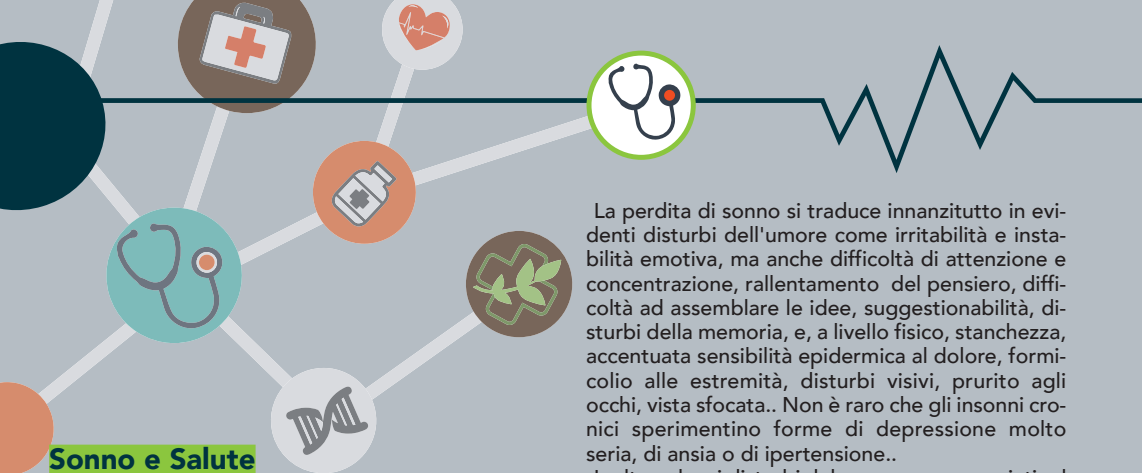 La perdita di sonno si traduce innanzitutto in evi-
denti disturbi dell'umore come irritabilità e insta-
bilità emotiva, ma anche difficoltà di attenzione e
concentrazione, rallentamento  del pensiero, diffi-
coltà ad assemblare le idee, suggestionabilità, di-
sturbi della memoria, e, a livello fisico, stanchezza,
accentuata sensibilità epidermica al dolore, formi-
colio alle estremità, disturbi visivi, prurito agli
occhi, vista sfocata.. Non è raro che gli insonni cro-
nici sperimentino forme di depressione molto
seria, di ansia o di ipertensione..
Sonno e Salute